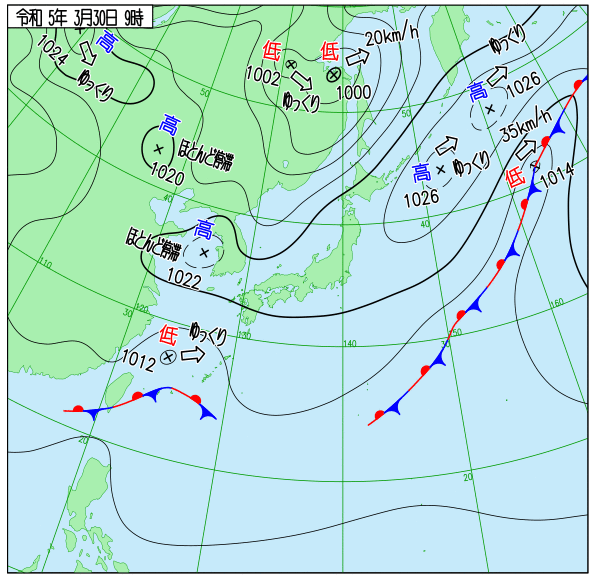 令和 5年 3月30日 9時
高
1024
ゆっくり
低
1002
ゆっくり
低
1000
20km/h
ゆっくり
高
1026
35km/h
高
1026
ゆっくり
低
1014
高
1020
ほとんど停滞
高
1022
ほとんど停滞
低
1012
ゆっくり
50
50
40
40
110
120
30
130
140
150
160
20
20